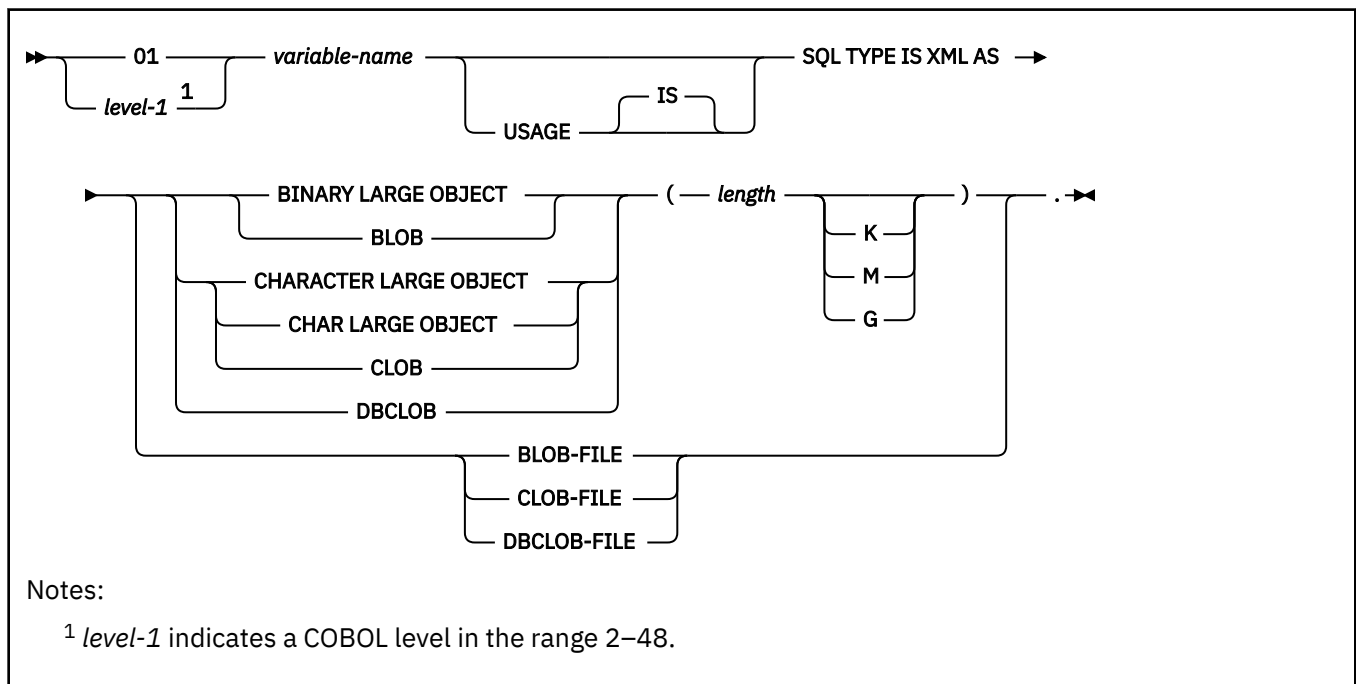 01 variable-name SQL TYPE IS XML AS
level-1 1
IS
USAGE
BINARY LARGE OBJECT ( length )
BLOB K
CHARACTER LARGE OBJECT M
CHAR LARGE OBJECT G
CLOB
DBCLOB
BLOB-FILE .
CLOB-FILE
DBCLOB-FILE
Notes:
1 level-1 indicates a COBOL level in the range 2–48.